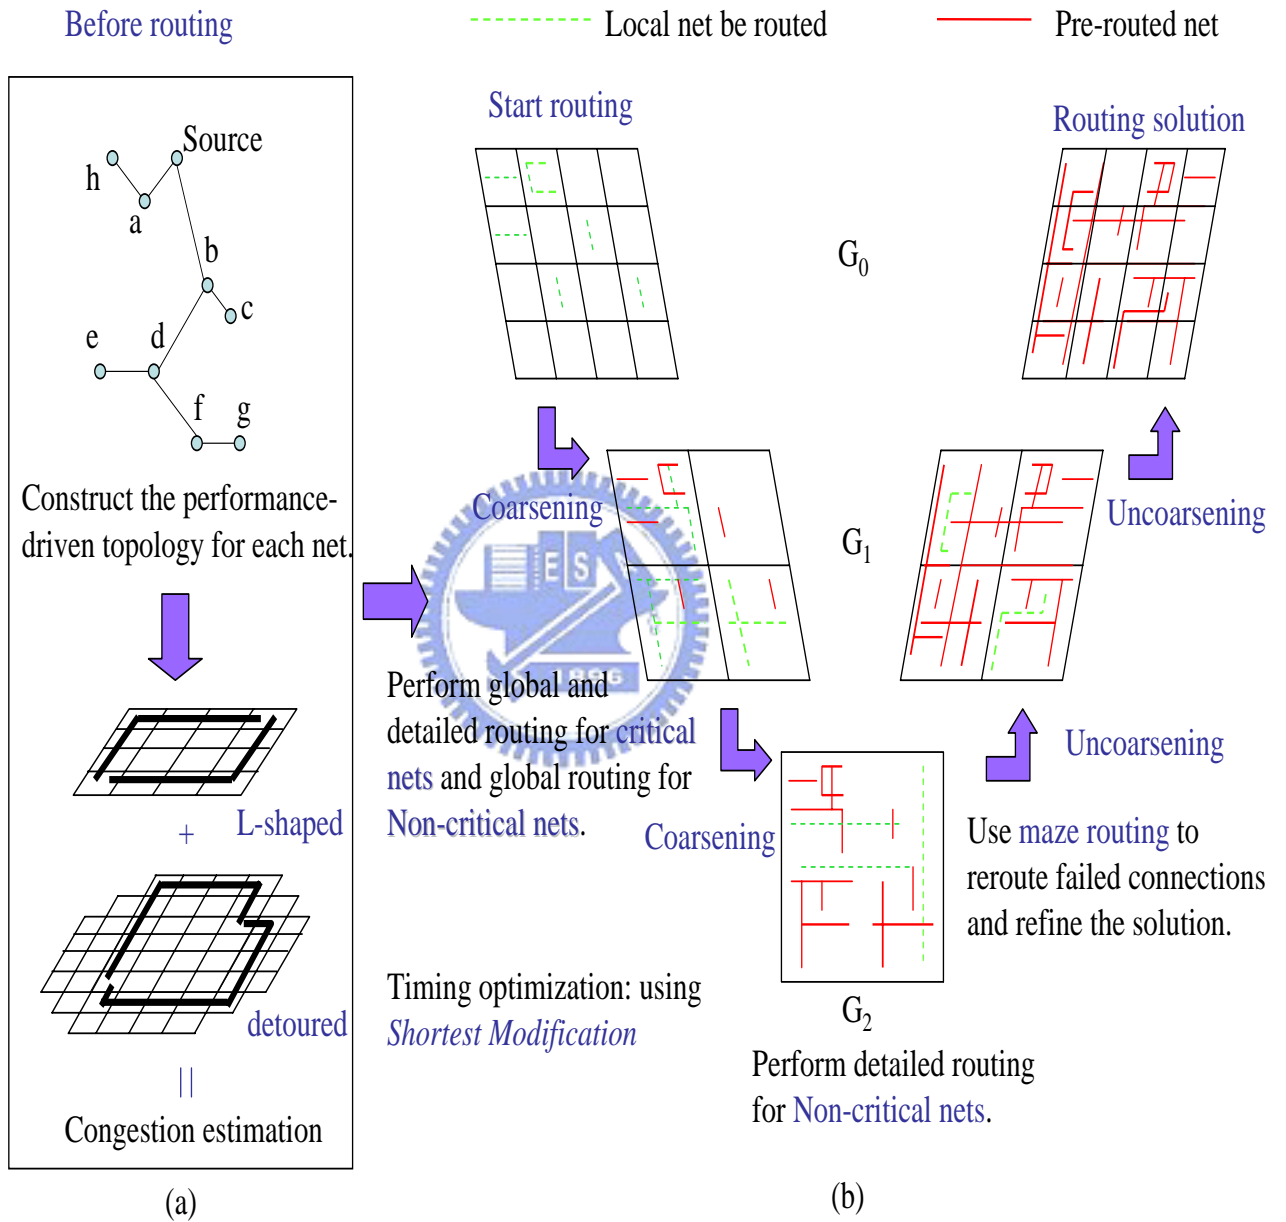 Before routing
Local net be routed
Pre-routed net
Source
h
a
b
c
d
e
f
g
Construct the performance-
driven topology for each net.
+
L-shaped
detoured
||
Congestion estimation
(a)
Start routing
Routing solution
G0
Coarsening
G1
Uncoarsening
ES
1896
Perform global and
detailed routing for critical
nets and global routing for
Non-critical nets.
Coarsening
Uncoarsening
Use maze routing to
reroute failed connections
and refine the solution.
Timing optimization: using
Shortest Modification
G2
Perform detailed routing
for Non-critical nets.
(b)